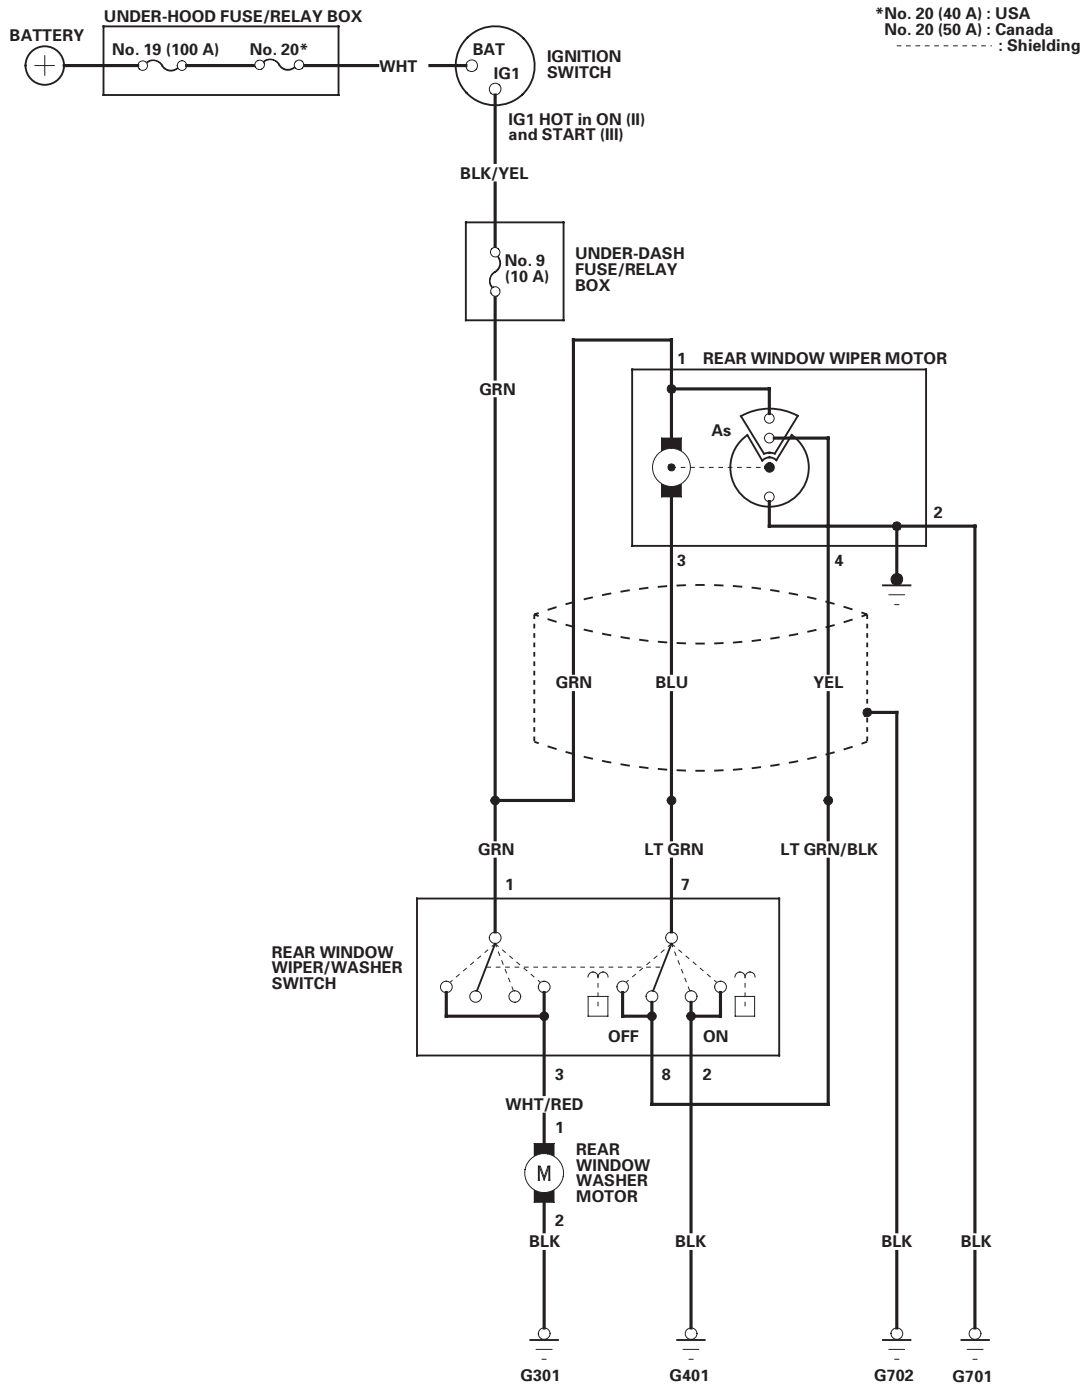 UNDER-HOOD FUSE/RELAY BOX
BATTERY
No. 19 (100 A)
No. 20*
WHT
BAT
IG1
IGNITION
SWITCH
*No. 20 (40 A) : USA
No. 20 (50 A) : Canada
: Shielding
IG1 HOT in ON (II)
and START (III)
BLK/YEL
No. 9
(10 A)
UNDER-DASH
FUSE/RELAY
BOX
GRN
1
REAR WINDOW WIPER MOTOR
As
2
3
4
GRN
BLU
YEL
GRN
LT GRN
LT GRN/BLK
1
7
REAR WINDOW
WIPER/WASHER
SWITCH
OFF
ON
3
8
2
WHT/RED
1
M
REAR
WINDOW
WASHER
MOTOR
2
BLK
BLK
BLK
BLK
G301
G401
G702
G701